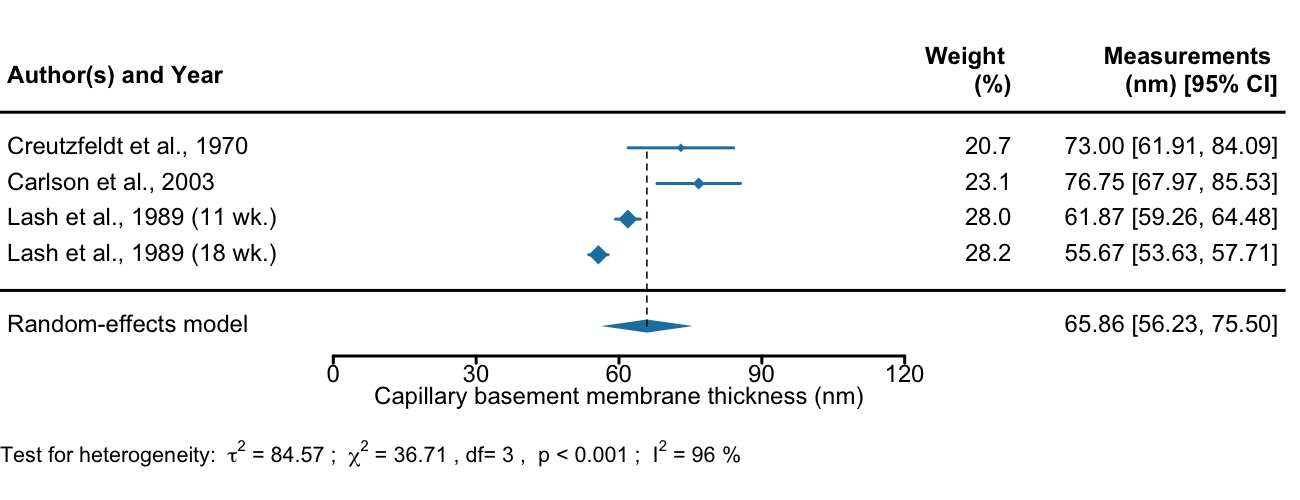 Author(s) and Year
Weight (%)
Measurements (nm) [95% CI]
Creutzfeldt et al., 1970 20.7 73.00 [61.91, 84.09]
Carlson et al., 2003 23.1 76.75 [67.97, 85.53]
Lash et al., 1989 (11 wk.) 28.0 61.87 [59.26, 64.48]
Lash et al., 1989 (18 wk.) 28.2 55.67 [53.63, 57.71]
Random-effects model 65.86 [56.23, 75.50]
0 30 60 90 120
Capillary basement membrane thickness (nm)
Test for heterogeneity: τ² = 84.57 ; χ² = 36.71 , df= 3 , p < 0.001 ; I² = 96 %